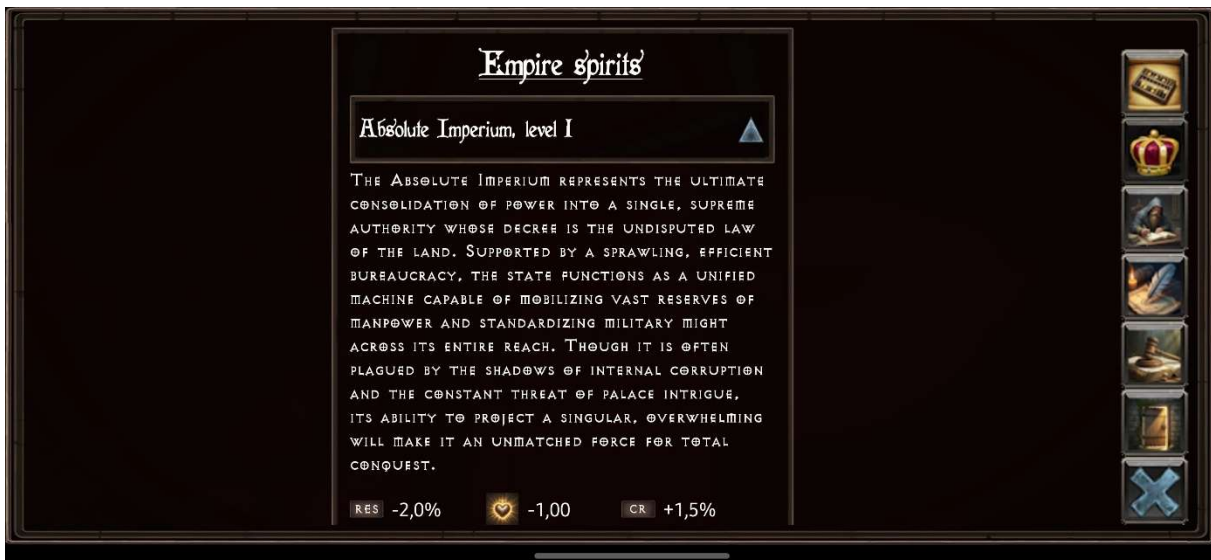 Empire spirits
Absolute Imperium, level I
The Absolute Imperium represents the ultimate
consolidation of power into a single, supreme
authority whose decree is the undisputed law
of the land. Supported by a sprawling, efficient
bureaucracy, the state functions as a unified
machine capable of mobilizing vast reserves of
manpower and standardizing military might
across its entire reach. Though it is often
plagued by the shadows of internal corruption
and the constant threat of palace intrigue,
its ability to project a singular, overwhelming
will make it an unmatched force for total
conquest.
RES -2,0% -1,00 CR +1,5%